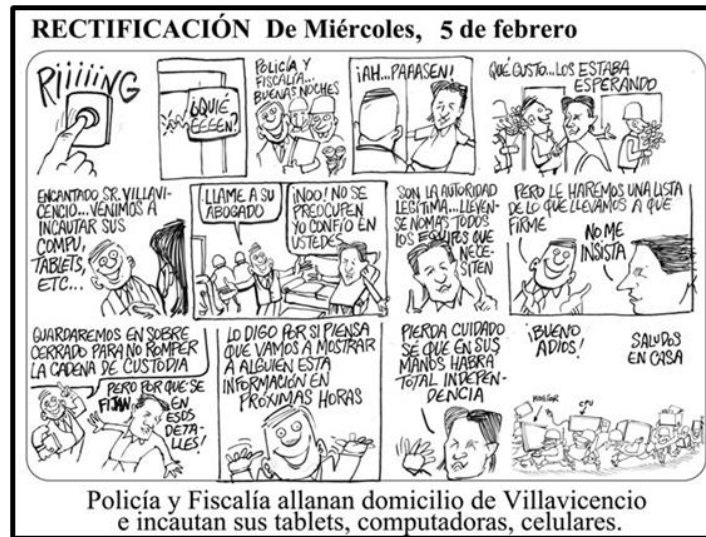 RECTIFICACIÓN De Miércoles, 5 de febrero
RIIIIIING
¿QUIÉ
EEEEN?
POLICÍA Y
FISCALÍA...
BUENAS NOCHES
¡AH...PAAASEN!
QUÉ GUSTO...LOS ESTABA
ESPERANDO
ENCANTADO SR. VILLAVI-
CENCIO...VENIMOS A
INCAUTAR SUS
COMPU,
TABLETS,
ETC...
LLAME A SU
ABOGADO
¡NOO! NO SE
PREOCUPEN
YO CONFÍO EN
USTEDES
SON LA AUTORIDAD
LEGÍTIMA...LLEVEN-
SE NOMÁS TODOS
LOS EQUIPOS QUE
NECE-
SITEN
PERO LE HAREMOS UNA LISTA
DE LO QUE LLEVAMOS A QUE
FIRME
NO ME
INSISTA
GUARDAREMOS EN SOBRE
CERRADO PARA NO ROMPER
LA CADENA DE CUSTODIA
PERO POR QUE SE
FIJAN EN
ESOS
DETA-
LLES!
LO DIGO POR SI PIENSA
QUE VAMOS A MOSTRAR
A ALGUIEN ESTA
INFORMACIÓN EN
PRÓXIMAS HORAS
PIERDA CUIDADO
SÉ QUE EN SUS
MANOS HABRÁ
TOTAL INDEPEN-
DENCIA
¡BUENO
ADIOS!
SALUDOS
EN CASA
MONITOR
CPU
Policía y Fiscalía allanan domicilio de Villavicencio
e incautan sus tablets, computadoras, celulares.